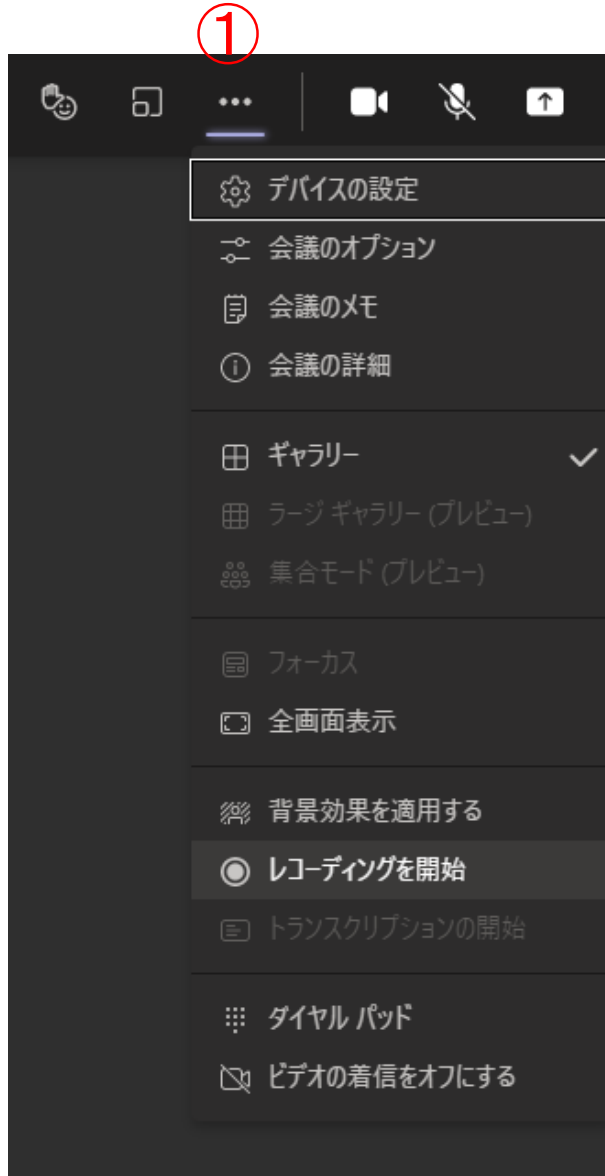 ①
デバイスの設定
会議のオプション
会議のメモ
会議の詳細
ギャラリー
ラージ ギャラリー (プレビュー)
集合モード (プレビュー)
フォーカス
全画面表示
背景効果を適用する
レコーディングを開始
トランスクリプションの開始
ダイヤル パッド
ビデオの着信をオフにする